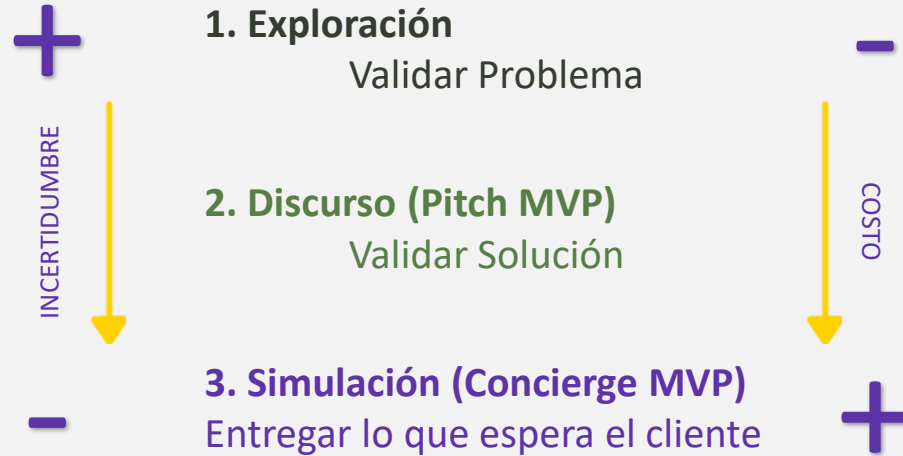 +
-
1. Exploración
Validar Problema
INCERTIDUMBRE
2. Discurso (Pitch MVP)
Validar Solución
COSTO
3. Simulación (Concierge MVP)
Entregar lo que espera el cliente
-
+